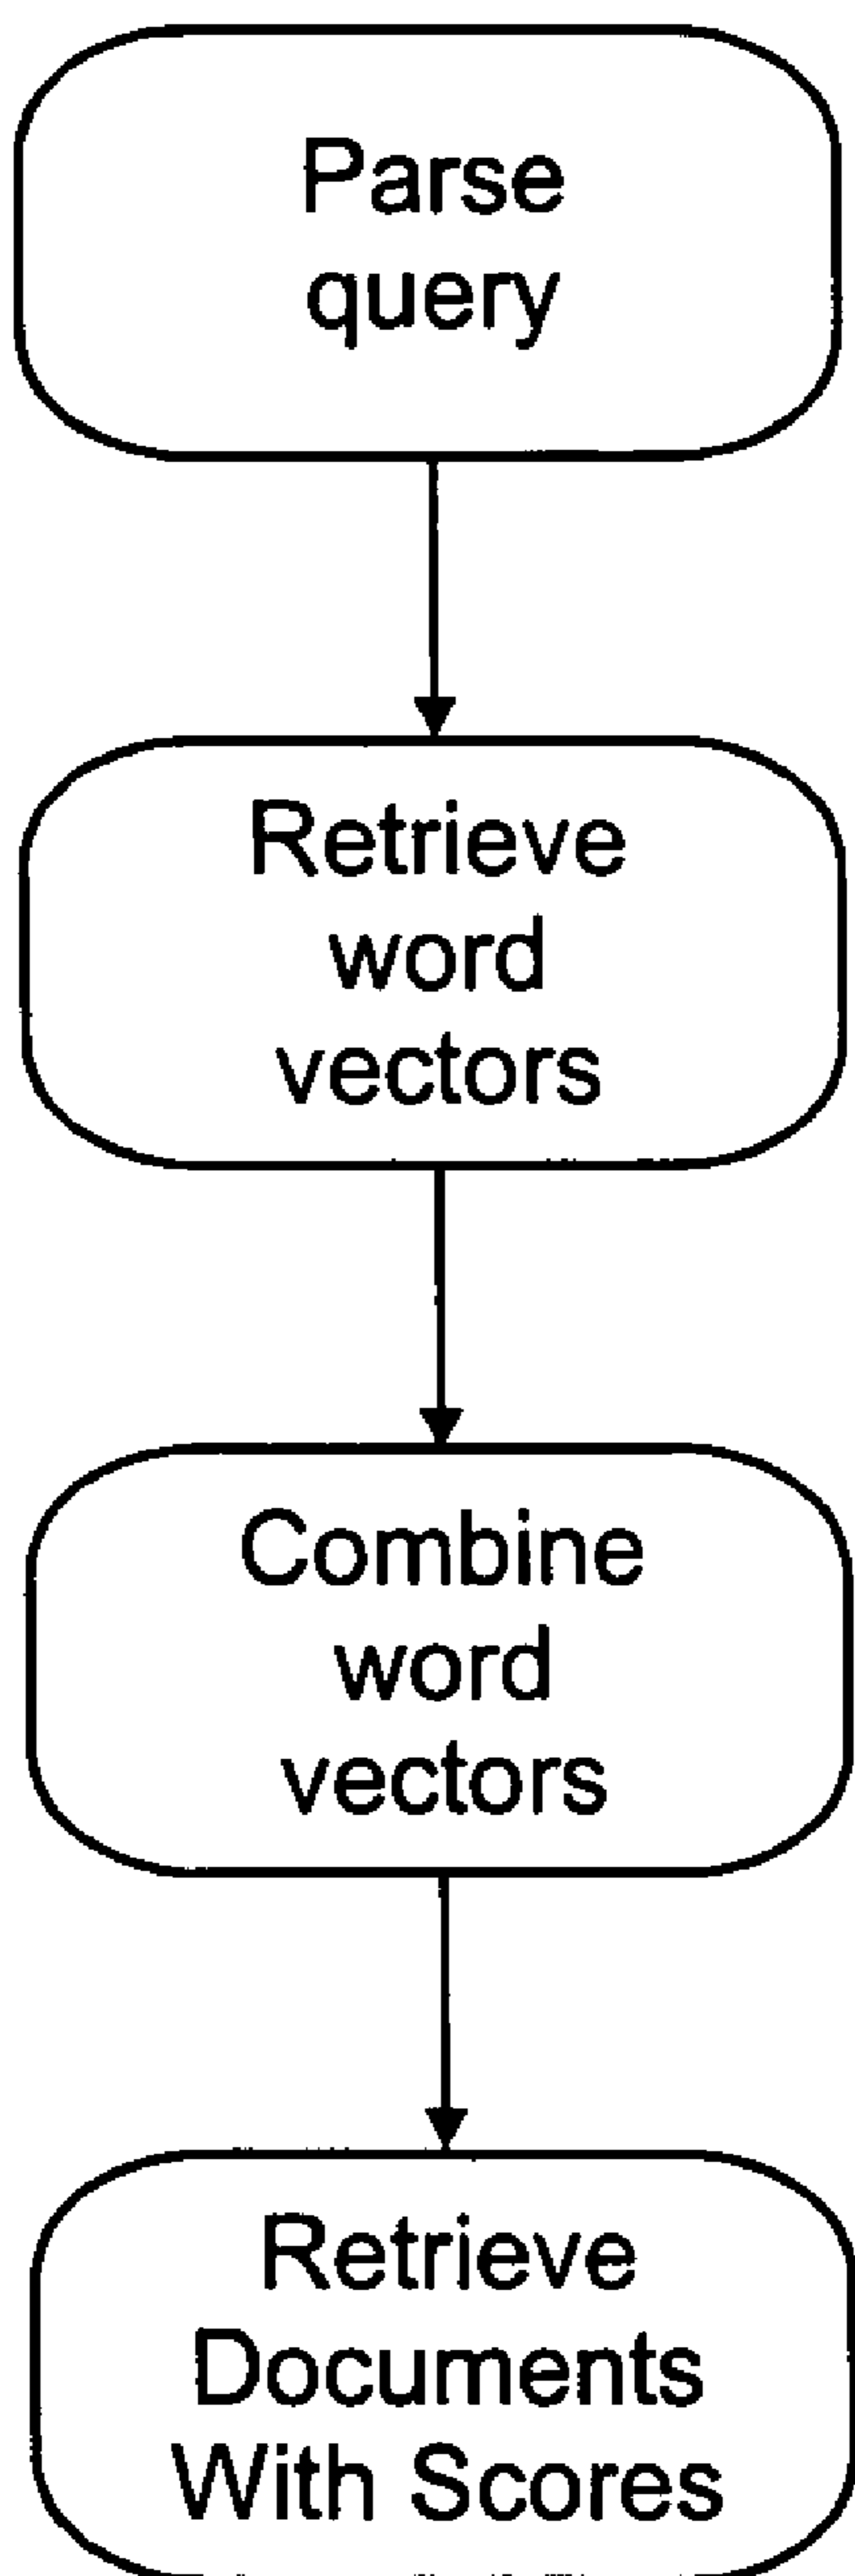 Parse
query
Retrieve
word
vectors
Combine
word
vectors
Retrieve
Documents
With Scores